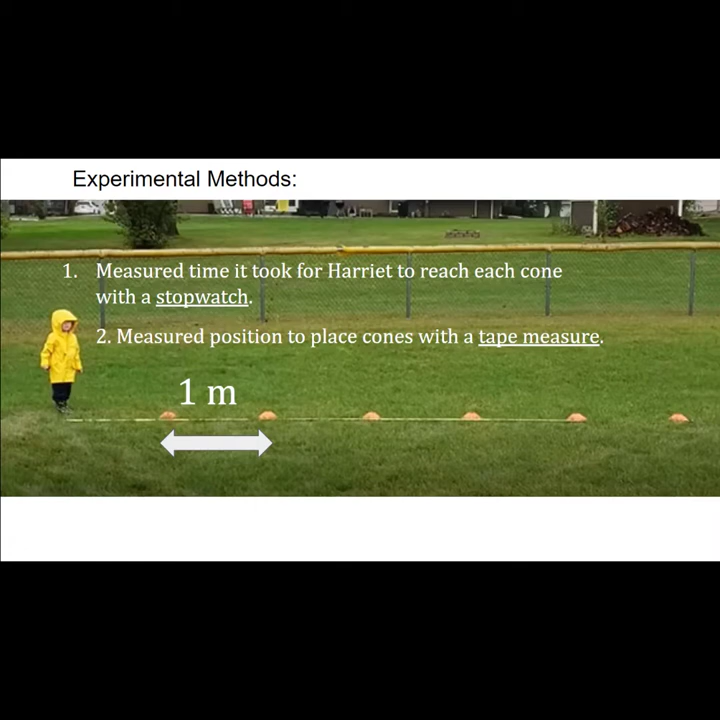 Experimental Methods:
1. Measured time it took for Harriet to reach each cone
with a stopwatch.
2. Measured position to place cones with a tape measure.
1 m